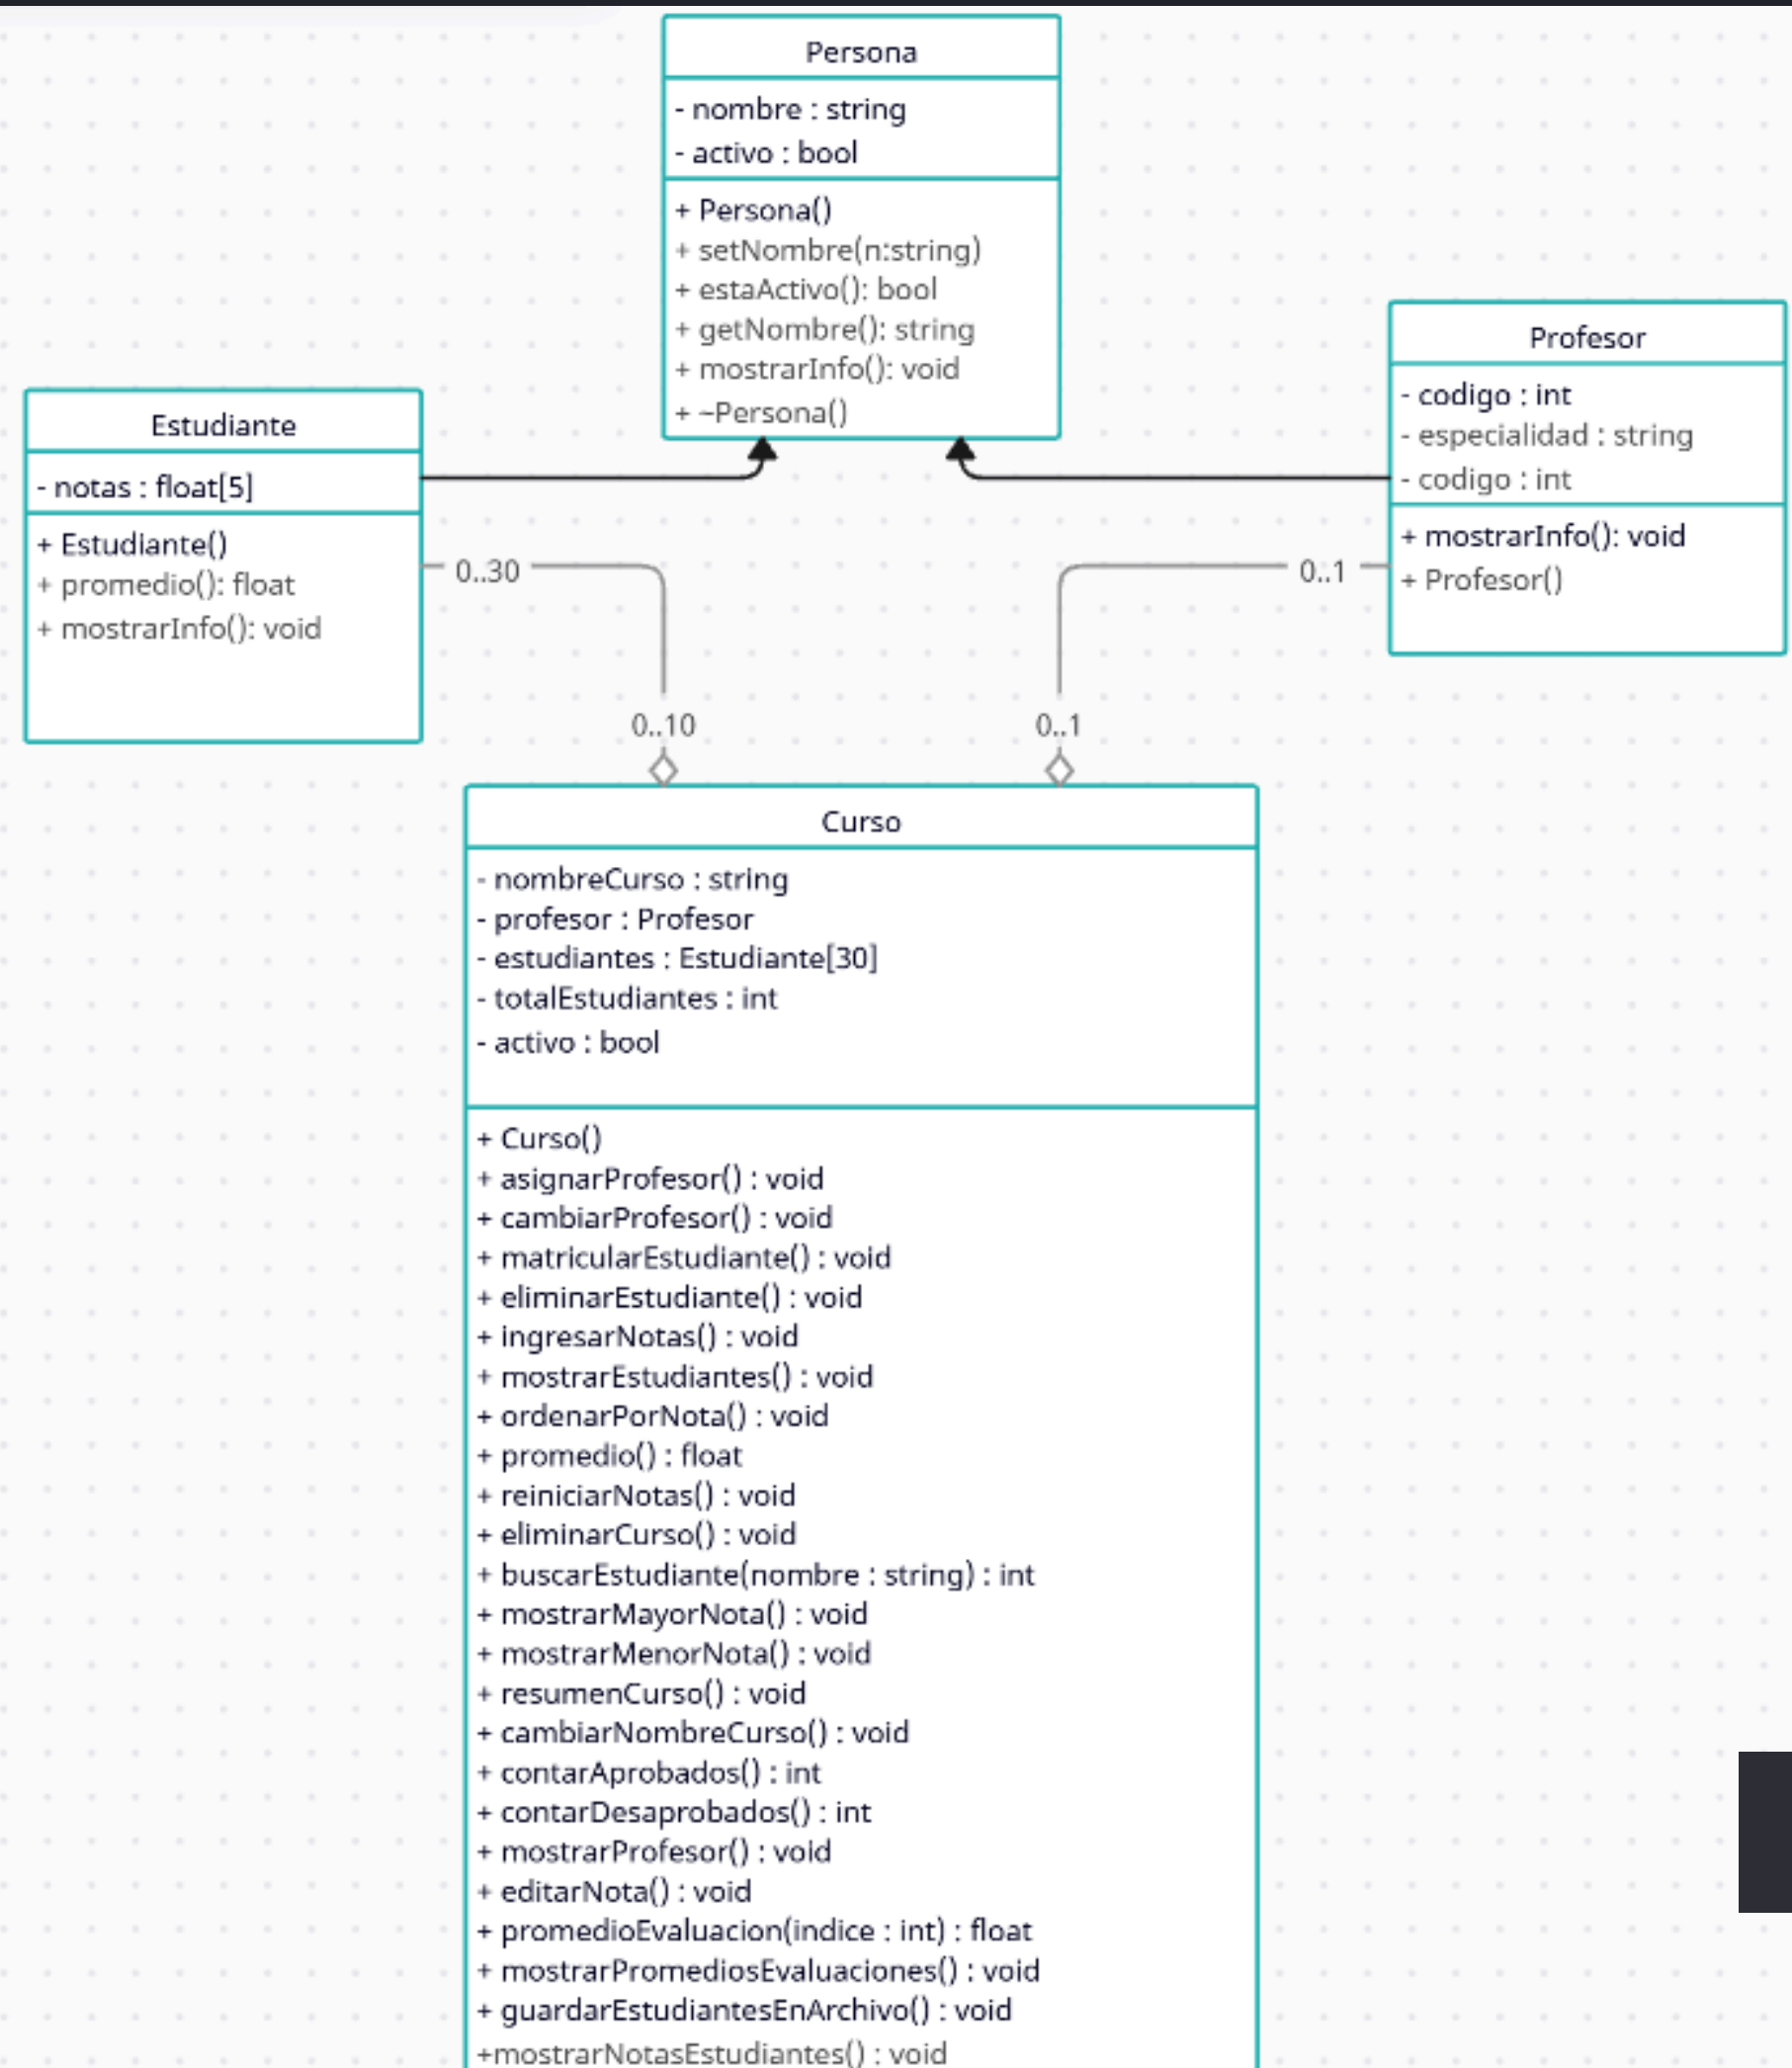 Persona
- nombre : string
- activo : bool
+ Persona()
+ setNombre(n:string)
+ estaActivo(): bool
+ getNombre(): string
+ mostrarInfo(): void
+ ~Persona()
Profesor
- codigo : int
- especialidad : string
- codigo : int
+ mostrarInfo(): void
+ Profesor()
Estudiante
- notas : float[5]
+ Estudiante()
+ promedio(): float
+ mostrarInfo(): void
0..30
0..1
0..10
0..1
Curso
- nombreCurso : string
- profesor : Profesor
- estudiantes : Estudiante[30]
- totalEstudiantes : int
- activo : bool
+ Curso()
+ asignarProfesor() : void
+ cambiarProfesor() : void
+ matricularEstudiante() : void
+ eliminarEstudiante() : void
+ ingresarNotas() : void
+ mostrarEstudiantes() : void
+ ordenarPorNota() : void
+ promedio() : float
+ reiniciarNotas() : void
+ eliminarCurso() : void
+ buscarEstudiante(nombre : string) : int
+ mostrarMayorNota() : void
+ mostrarMenorNota() : void
+ resumenCurso() : void
+ cambiarNombreCurso() : void
+ contarAprobados() : int
+ contarDesaprobados() : int
+ mostrarProfesor() : void
+ editarNota() : void
+ promedioEvaluacion(indice : int) : float
+ mostrarPromediosEvaluaciones() : void
+ guardarEstudiantesEnArchivo() : void
+mostrarNotasEstudiantes() : void